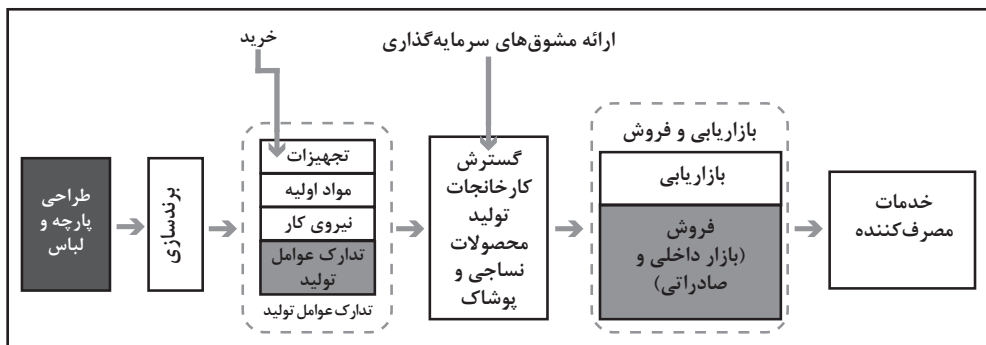 خرید
ارائه مشوق‌های سرمایه‌گذاری
طراحی
پارچه و
لباس
برندسازی
تجهیزات
مواد اولیه
نیروی کار
تدارک عوامل
تولید
تدارک عوامل تولید
گسترش
کارخانجات
تولید
محصولات
نساجی و
پوشاک
بازاریابی و فروش
بازاریابی
فروش
(بازار داخلی و
صادراتی)
خدمات
مصرف‌کننده